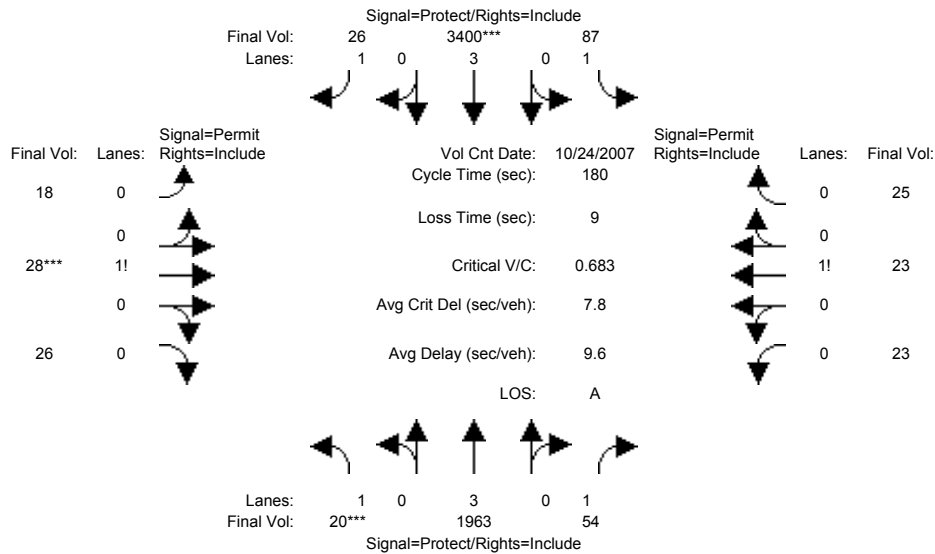 Signal=Protect/Rights=Include
Final Vol: 26 3400*** 87
Lanes: 1 0 3 0 1
Signal=Permit Signal=Permit
Final Vol: Lanes: Rights=Include Vol Cnt Date: 10/24/2007 Rights=Include Lanes: Final Vol:
Cycle Time (sec): 180
18 0 0 25
Loss Time (sec): 9
0 0
28*** 1! Critical V/C: 0.683 1! 23
0 Avg Crit Del (sec/veh): 7.8 0
26 0 Avg Delay (sec/veh): 9.6 0 23
LOS: A
Lanes: 1 0 3 0 1
Final Vol: 20*** 1963 54
Signal=Protect/Rights=Include